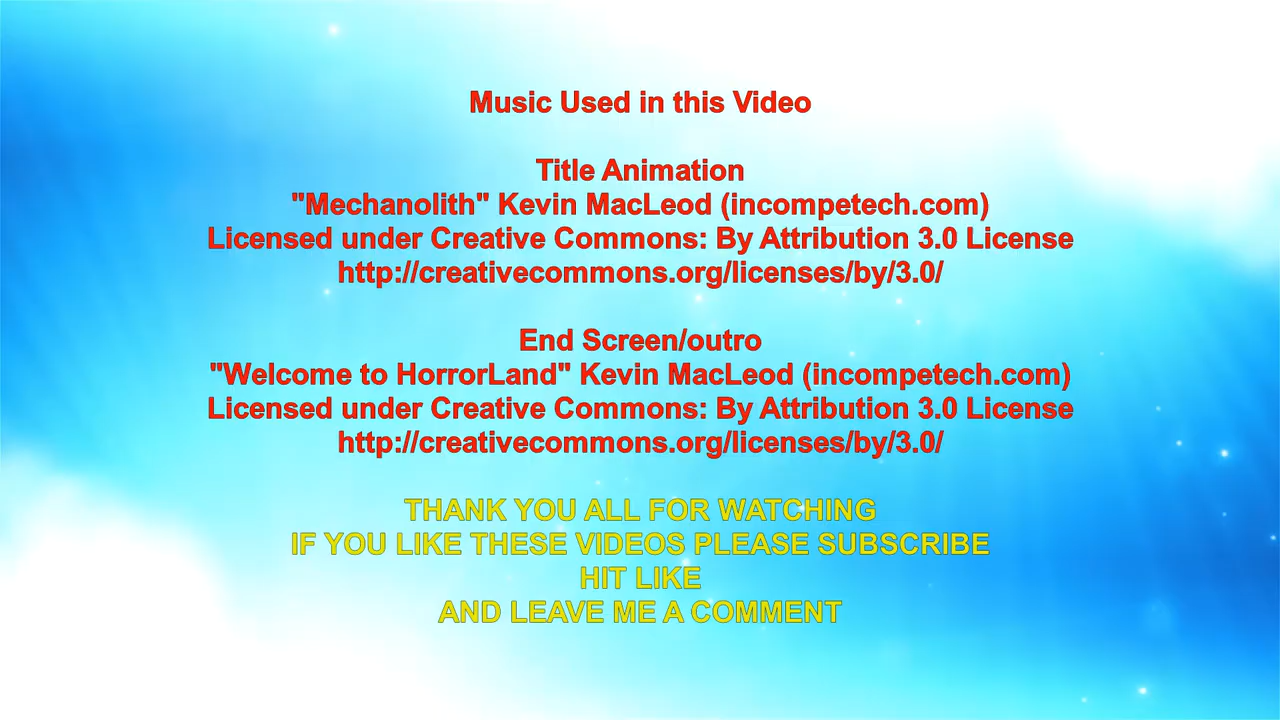 Music Used in this Video
Title Animation
"Mechanolith" Kevin MacLeod (incompetech.com)
Licensed under Creative Commons: By Attribution 3.0 License
http://creativecommons.org/licenses/by/3.0/
End Screen/outro
"Welcome to HorrorLand" Kevin MacLeod (incompetech.com)
Licensed under Creative Commons: By Attribution 3.0 License
http://creativecommons.org/licenses/by/3.0/
THANK YOU ALL FOR WATCHING
IF YOU LIKE THESE VIDEOS PLEASE SUBSCRIBE
HIT LIKE
AND LEAVE ME A COMMENT